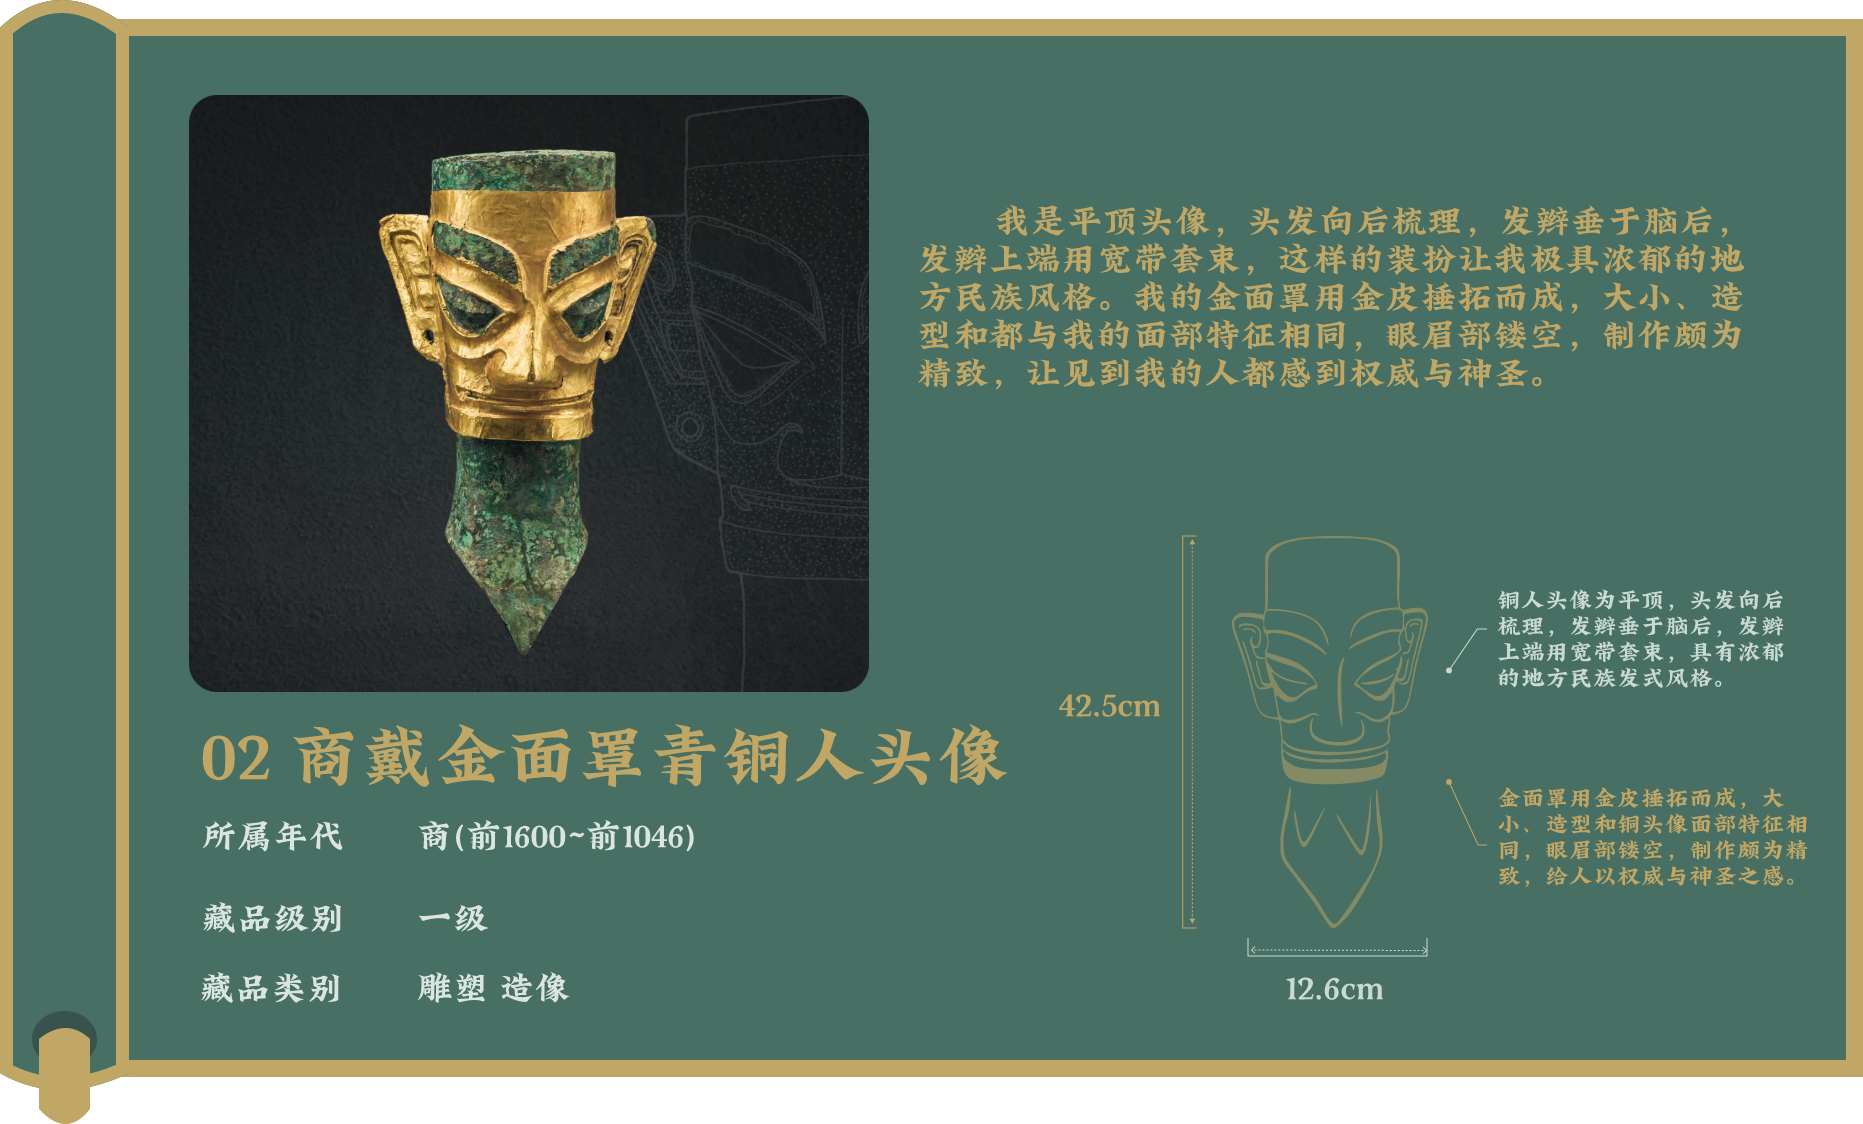 我是平顶头像，头发向后梳理，发辫垂于脑后，
发辫上端用宽带套束，这样的装扮让我极具浓郁的地
方民族风格。我的金面罩用金皮捶拓而成，大小、造
型和都与我的面部特征相同，眼眉部镂空，制作颇为
精致，让见到我的人都感到权威与神圣。
02 商戴金面罩青铜人头像
所属年代 商(前1600~前1046)
藏品级别 一级
藏品类别 雕塑 造像
42.5cm
12.6cm
铜人头像为平顶，头发向后
梳理，发辫垂于脑后，发辫
上端用宽带套束，具有浓郁
的地方民族发式风格。
金面罩用金皮捶拓而成，大
小、造型和铜头像面部特征相
同，眼眉部镂空，制作颇为精
致，给人以权威与神圣之感。